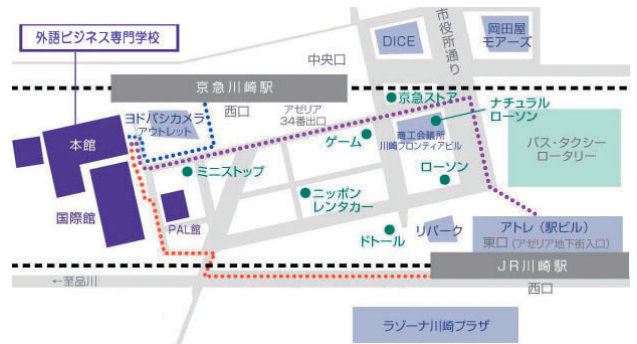 外語ビジネス専門学校
DICE
岡田屋
モアーズ
市役所通り
中央口
京急川崎駅
西口
アゼリア
34番出口
京急ストア
ナチュラル
ローソン
ヨドバシカメラ
アウトレット
本館
ゲーム
商工会議所
川崎フロンティアビル
バス・タクシー
ロータリー
ミニストップ
ローソン
国際館
PAL館
ニッポン
レンタカー
ドトール
リパーク
アトレ(駅ビル)
東口(アゼリア地下街入口)
JR川崎駅
←至品川
西口
ラゾーナ川崎プラザ